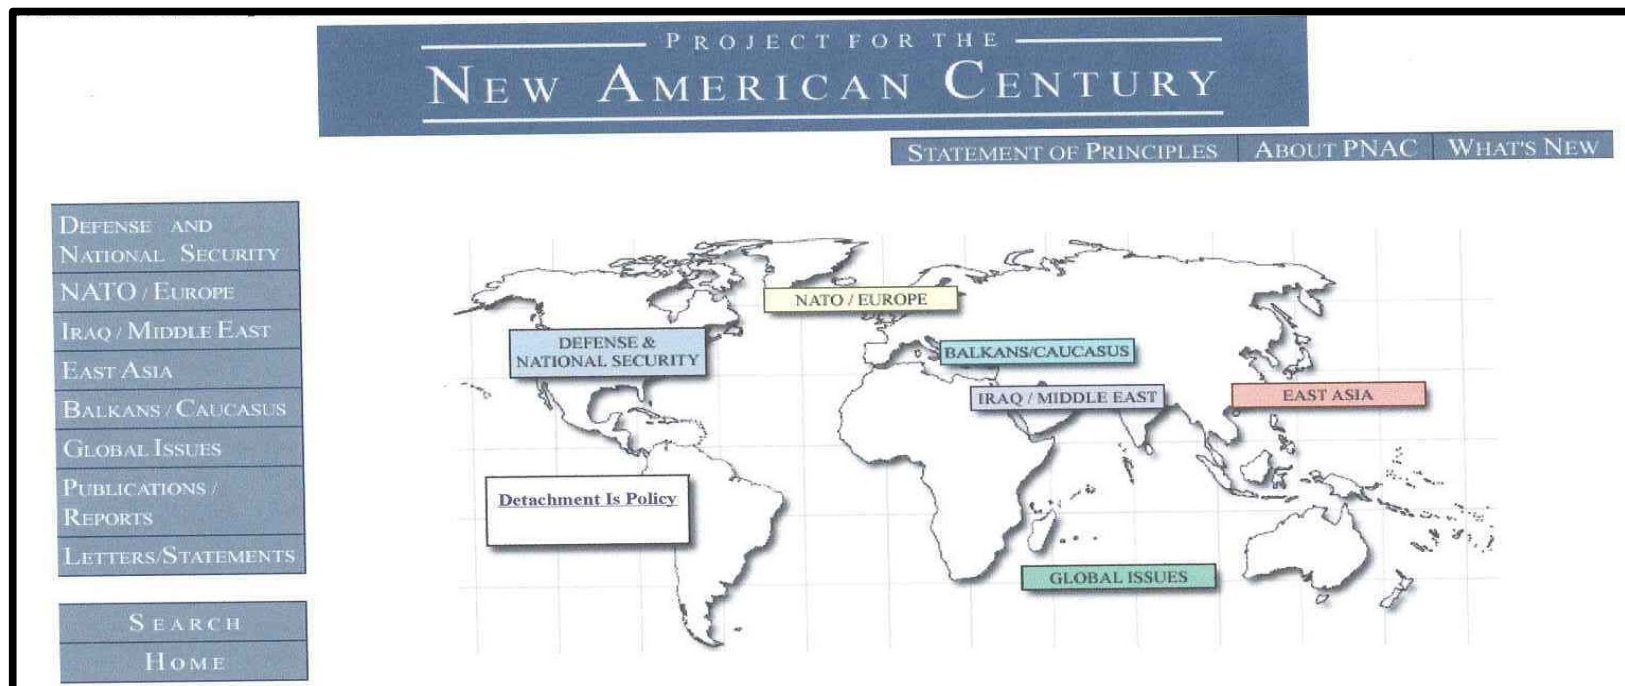 PROJECT FOR THE
NEW AMERICAN CENTURY
STATEMENT OF PRINCIPLES
ABOUT PNAC
WHAT'S NEW
DEFENSE AND
NATIONAL SECURITY
NATO / EUROPE
IRAQ / MIDDLE EAST
EAST ASIA
BALKANS / CAUCASUS
GLOBAL ISSUES
PUBLICATIONS /
REPORTS
LETTERS/STATEMENTS
SEARCH
HOME
NATO / EUROPE
DEFENSE &
NATIONAL SECURITY
BALKANS/CAUCASUS
IRAQ / MIDDLE EAST
EAST ASIA
Detachment Is Policy
GLOBAL ISSUES